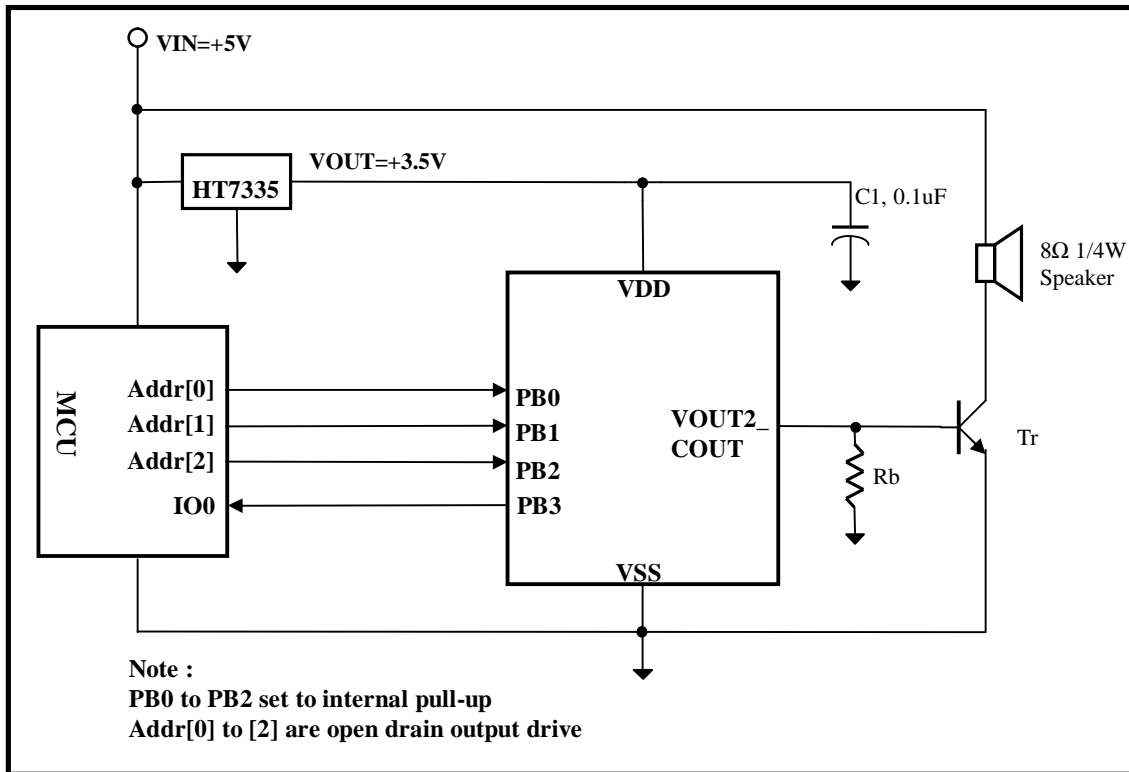 VIN=+5V
VOUT=+3.5V
HT7335
C1, 0.1uF
8Ω 1/4W
Speaker
VDD
MCU
Addr[0]
Addr[1]
Addr[2]
IO0
PB0
PB1
PB2
PB3
VOUT2_
COUT
Rb
Tr
VSS
Note :
PB0 to PB2 set to internal pull-up
Addr[0] to [2] are open drain output drive